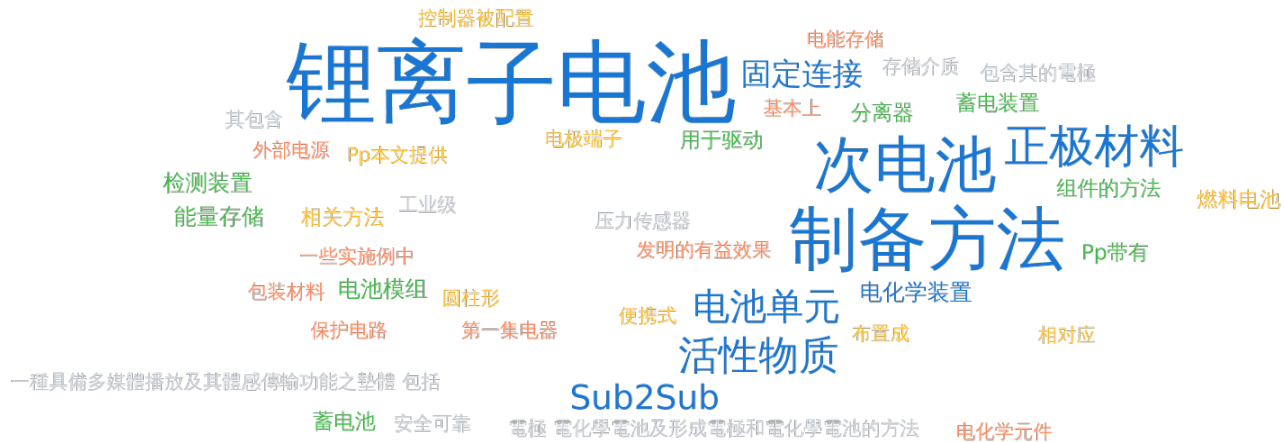 控制器被配置
电能存储
锂离子电池
固定连接
存储介质
包含其的電極
基本上
分离器
蓄电装置
其包含
电极端子
用于驱动
次电池
正极材料
外部电源
Pp本文提供
检测装置
组件的方法
燃料电池
能量存储
相关方法
工业级
压力传感器
制备方法
一些实施例中
发明的有益效果
Pp带有
包装材料
电池模组
圆柱形
电池单元
电化学装置
保护电路
第一集电器
便携式
布置成
相对应
活性物质
一種具備多媒體播放及其體感傳輸功能之墊體 包括
Sub2Sub
蓄电池
安全可靠
電極 電化學電池及形成電極和電化學電池的方法
电化学元件